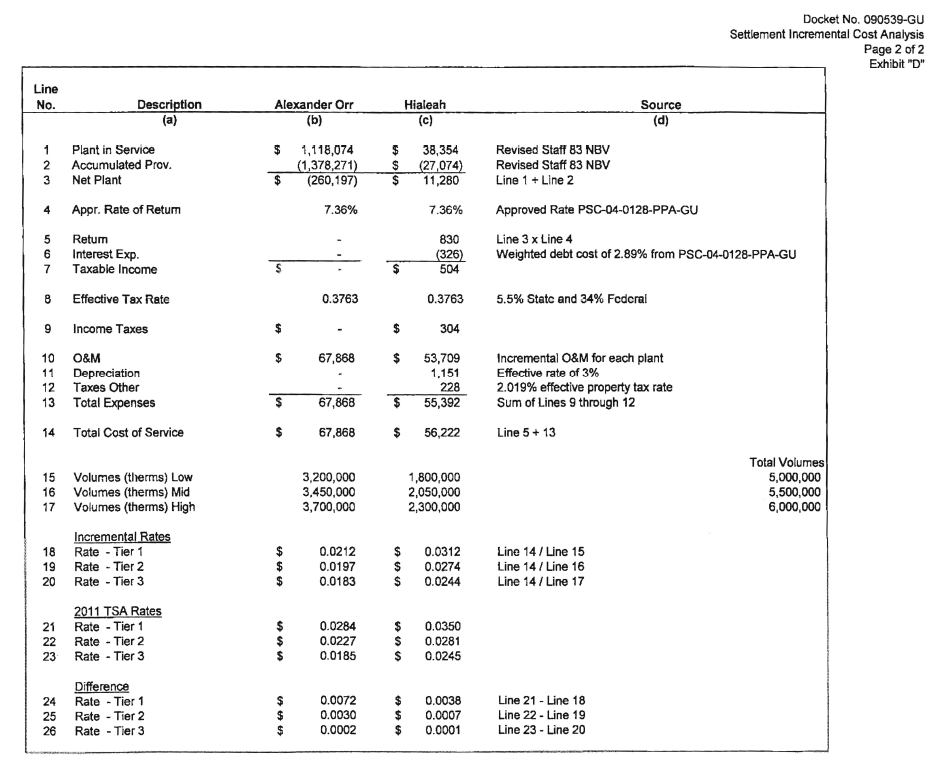 Docket No. 090539-GU
Settlement Incremental Cost Analysis
Page 2 of 2
Exhibit "D"
Line
No. Description Alexander Orr Hialeah Source
(a) (b) (c) (d)
1 Plant in Service $ 1,118,074 $ 38,354 Revised Staff 83 NBV
2 Accumulated Prov. (1,378,271) $ (27,074) Revised Staff 83 NBV
3 Net Plant $ (260,197) $ 11,280 Line 1 + Line 2
4 Appr. Rate of Return 7.36% 7.36% Approved Rate PSC-04-0128-PPA-GU
5 Return - 830 Line 3 x Line 4
6 Interest Exp. - (326) Weighted debt cost of 2.89% from PSC-04-0128-PPA-GU
7 Taxable Income $ - $ 504
8 Effective Tax Rate 0.3763 0.3763 5.5% State and 34% Federal
9 Income Taxes $ - $ 304
10 O&M $ 67,868 $ 53,709 Incremental O&M for each plant
11 Depreciation - 1,151 Effective rate of 3%
12 Taxes Other - 228 2.019% effective property tax rate
13 Total Expenses $ 67,868 $ 55,392 Sum of Lines 9 through 12
14 Total Cost of Service $ 67,868 $ 56,222 Line 5 + 13
Total Volumes
15 Volumes (therms) Low 3,200,000 1,800,000 5,000,000
16 Volumes (therms) Mid 3,450,000 2,050,000 5,500,000
17 Volumes (therms) High 3,700,000 2,300,000 6,000,000
Incremental Rates
18 Rate - Tier 1 $ 0.0212 $ 0.0312 Line 14 / Line 15
19 Rate - Tier 2 $ 0.0197 $ 0.0274 Line 14 / Line 16
20 Rate - Tier 3 $ 0.0183 $ 0.0244 Line 14 / Line 17
2011 TSA Rates
21 Rate - Tier 1 $ 0.0284 $ 0.0350
22 Rate - Tier 2 $ 0.0227 $ 0.0281
23 Rate - Tier 3 $ 0.0185 $ 0.0245
Difference
24 Rate - Tier 1 $ 0.0072 $ 0.0038 Line 21 - Line 18
25 Rate - Tier 2 $ 0.0030 $ 0.0007 Line 22 - Line 19
26 Rate - Tier 3 $ 0.0002 $ 0.0001 Line 23 - Line 20